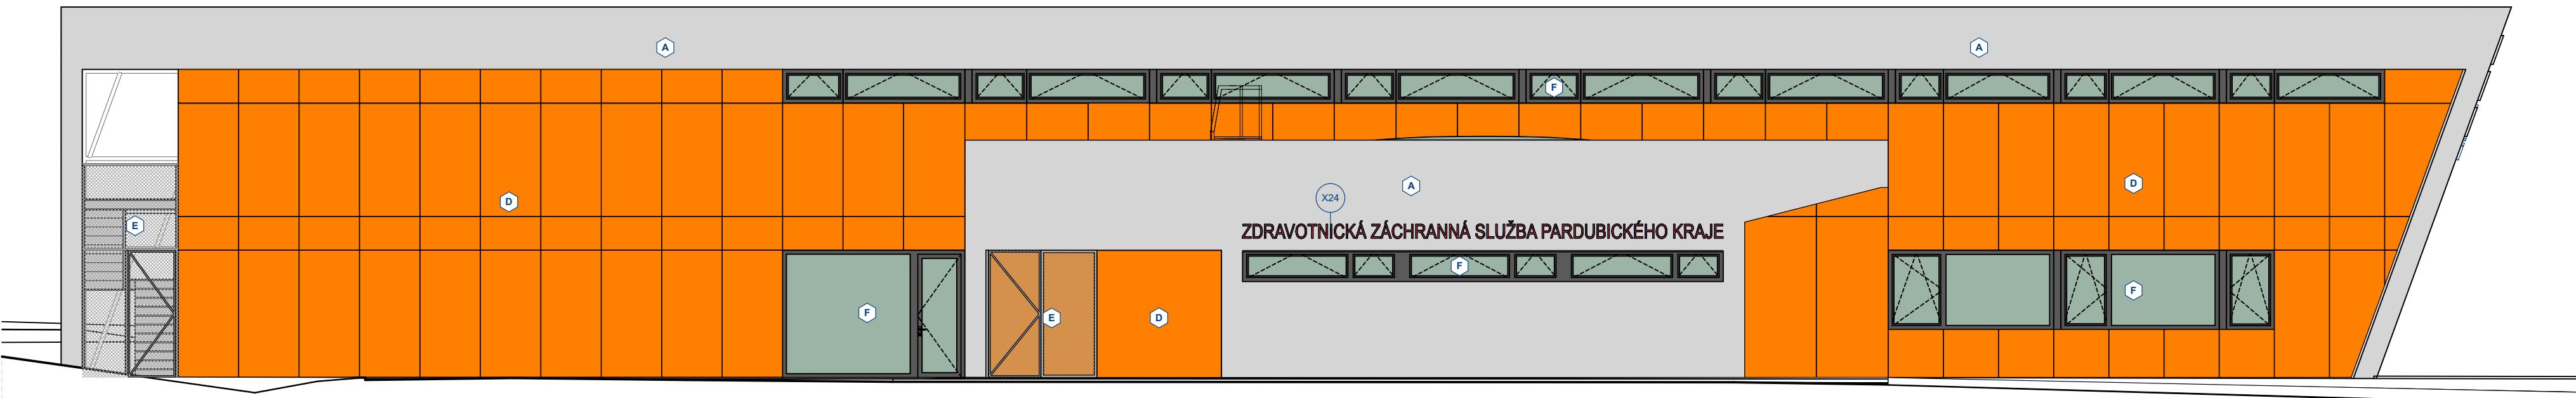 A
A
F
A
D
X24
D
E
ZDRAVOTNICKÁ ZÁCHRANNÁ SLUŽBA PARDUBICKÉHO KRAJE
F
F
F
E
D